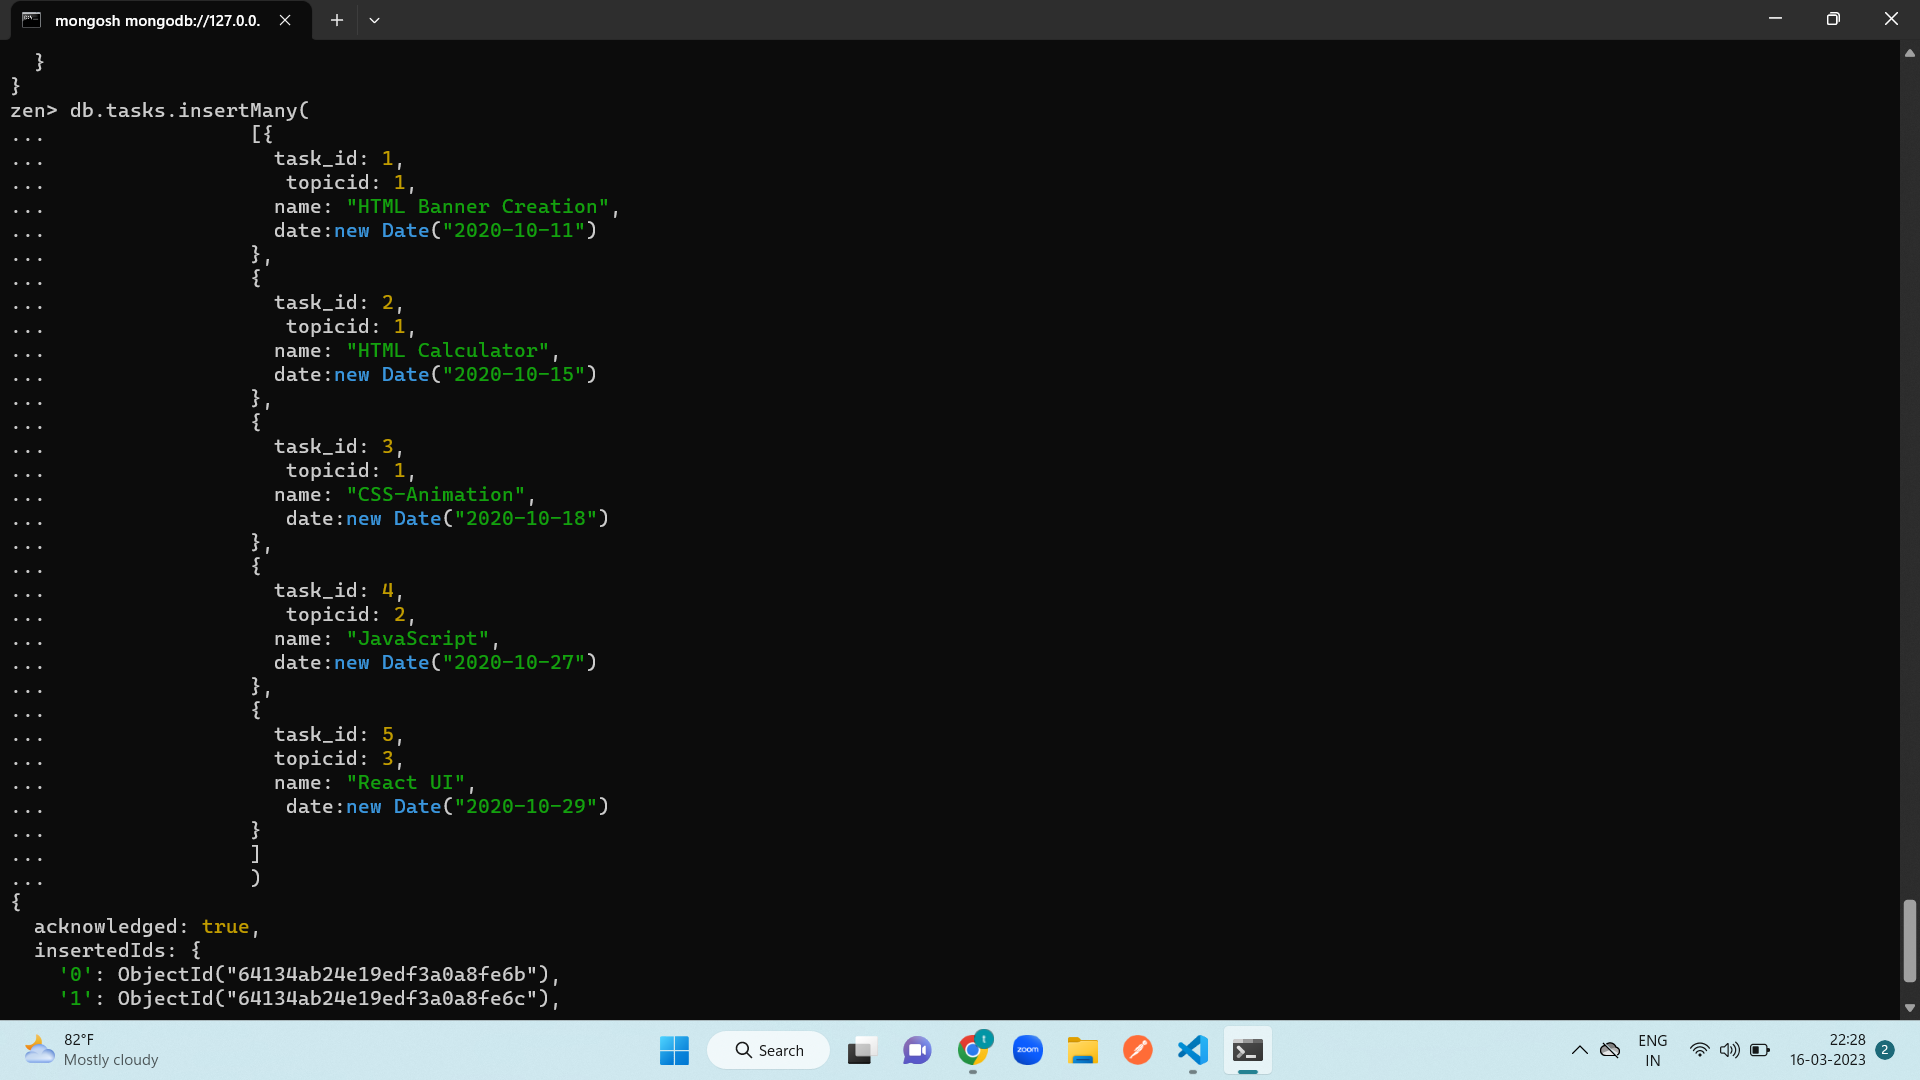 mongosh mongodb://127.0.0.
}
}
zen> db.tasks.insertMany(
... [{
... task_id: 1,
... topicid: 1,
... name: "HTML Banner Creation",
... date:new Date("2020-10-11")
... },
... {
... task_id: 2,
... topicid: 1,
... name: "HTML Calculator",
... date:new Date("2020-10-15")
... },
... {
... task_id: 3,
... topicid: 1,
... name: "CSS-Animation",
... date:new Date("2020-10-18")
... },
... {
... task_id: 4,
... topicid: 2,
... name: "JavaScript",
... date:new Date("2020-10-27")
... },
... {
... task_id: 5,
... topicid: 3,
... name: "React UI",
... date:new Date("2020-10-29")
... }
... ]
... )
{
acknowledged: true,
insertedIds: {
'0': ObjectId("64134ab24e19edf3a0a8fe6b"),
'1': ObjectId("64134ab24e19edf3a0a8fe6c"),
82°F
Mostly cloudy
Search
t
zoom
ENG
IN
22:28
16-03-2023
2